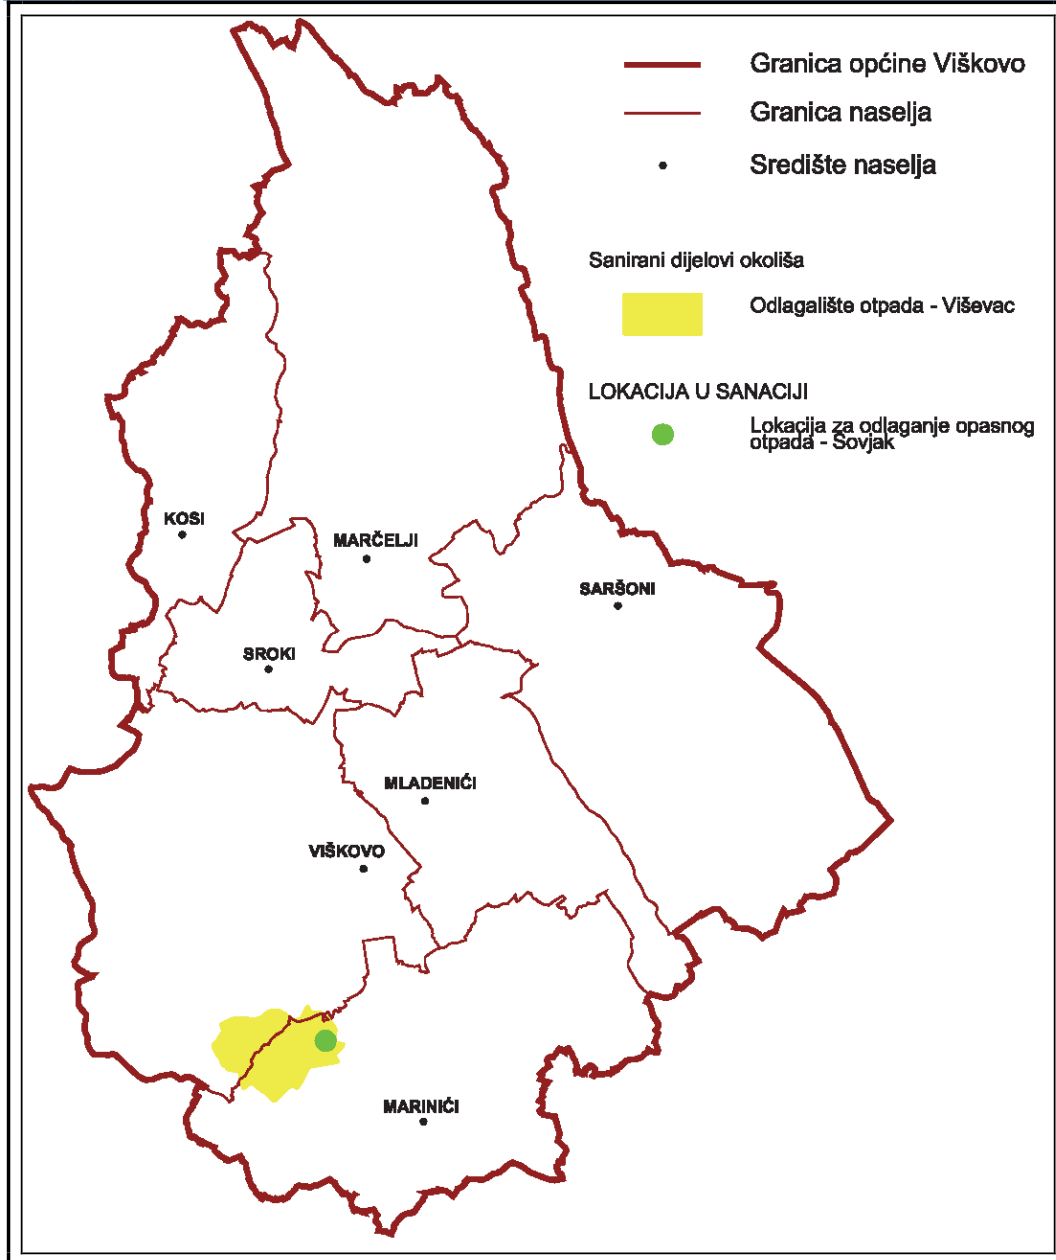 Granica općine Viškovo
Granica naselja
Središte naselja
Sanirani dijelovi okoliša
Odlagalište otpada - Viševac
LOKACIJA U SANACIJI
Lokacija za odlaganje opasnog
otpada - Sovjak
KOSI
MARČELJI
SARŠONI
SROKI
MLADENIĆI
VIŠKOVO
MARINIĆI